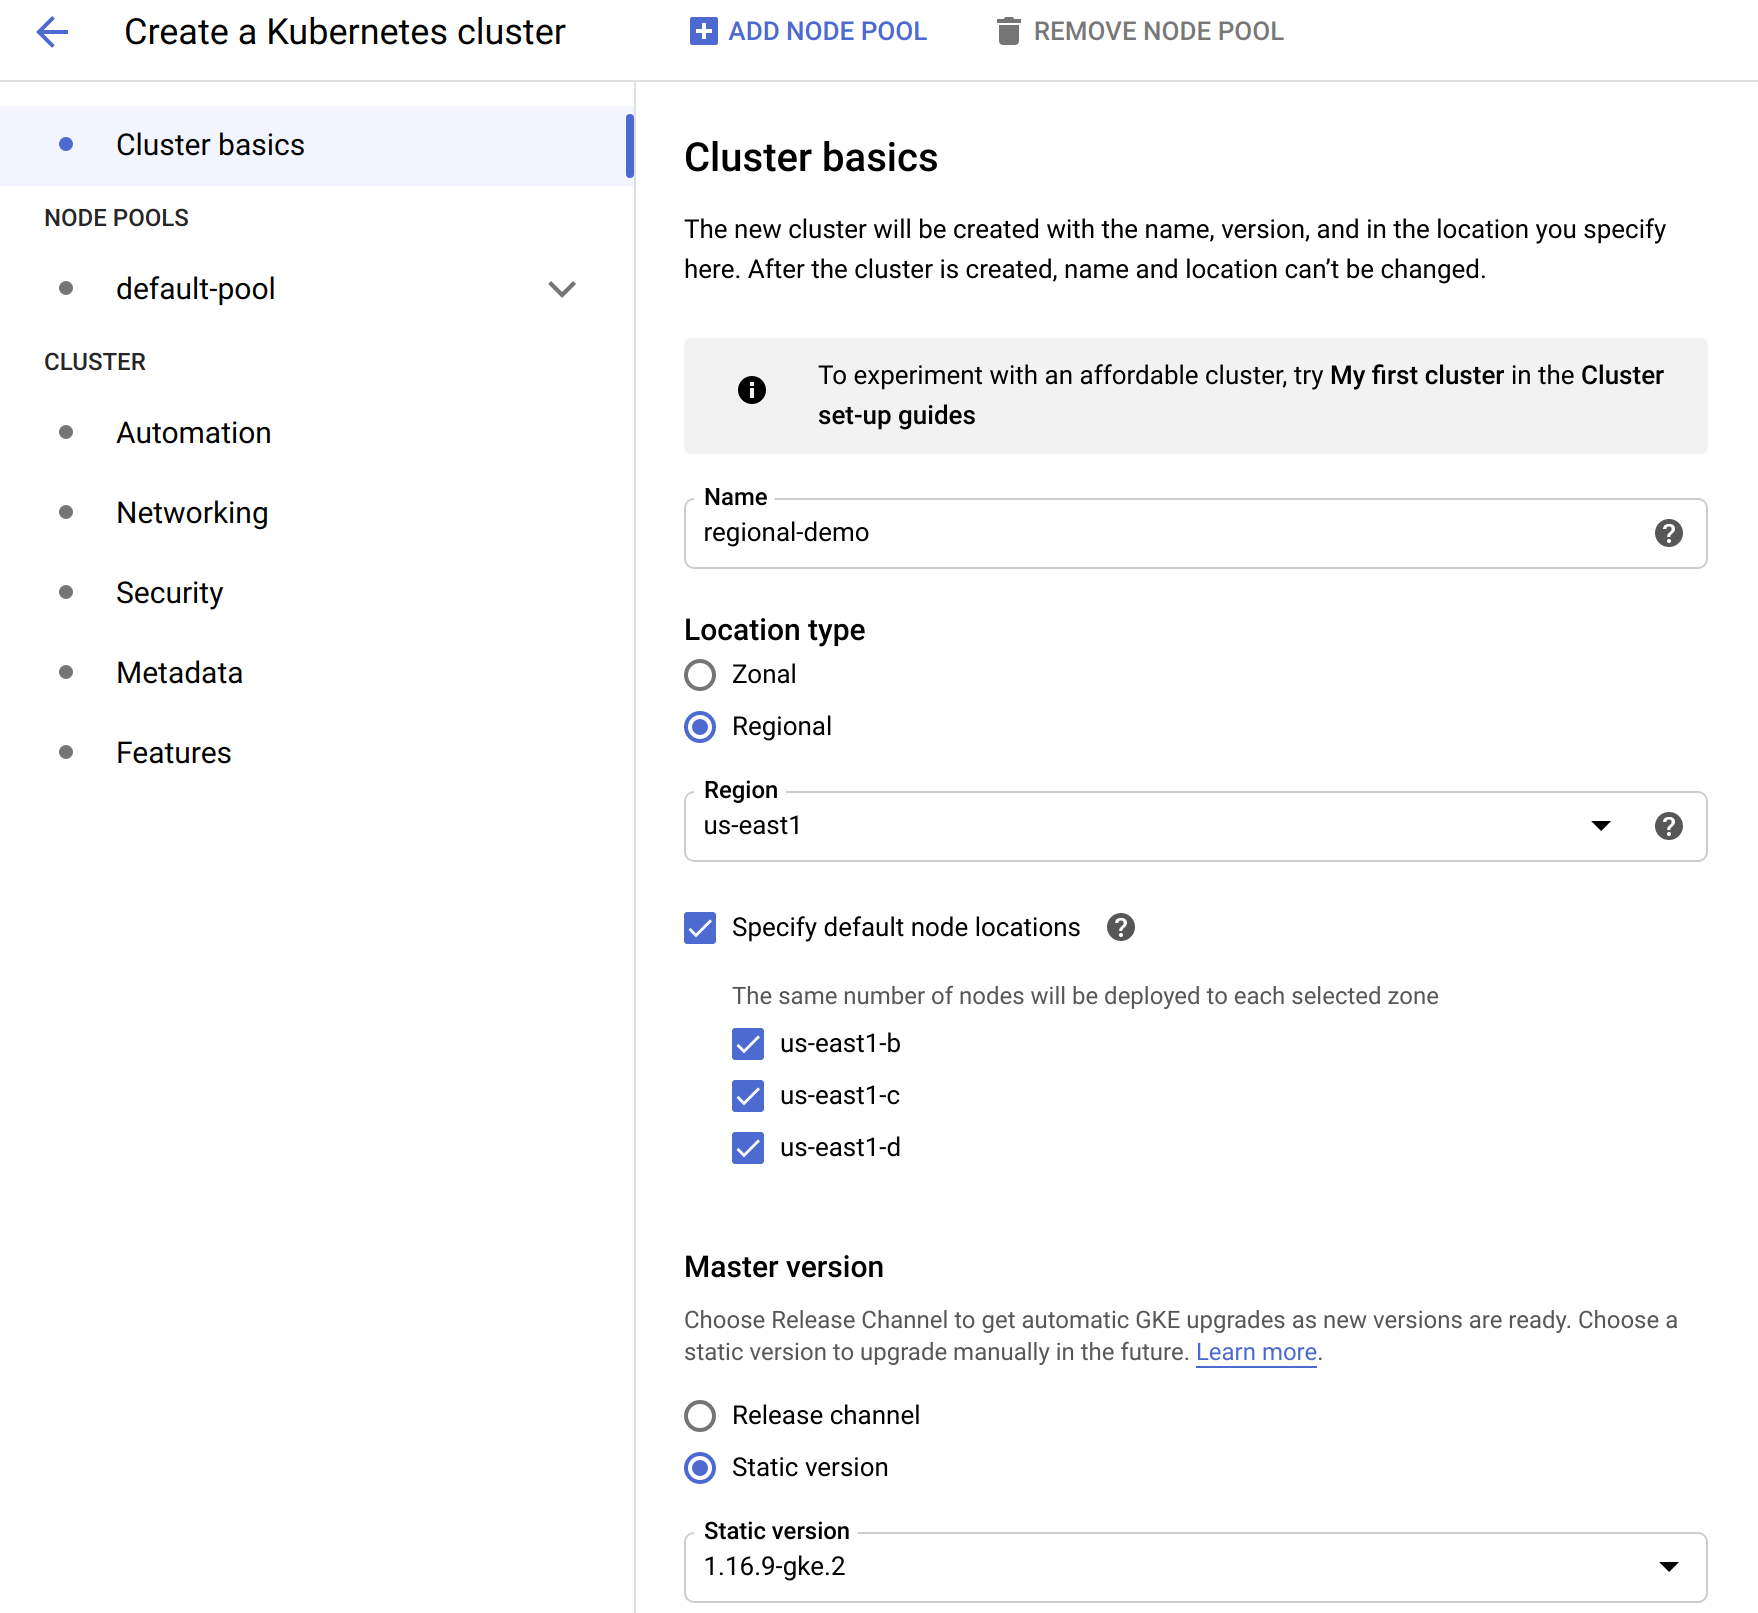 Create a Kubernetes cluster
ADD NODE POOL
REMOVE NODE POOL
Cluster basics
NODE POOLS
default-pool
CLUSTER
Automation
Networking
Security
Metadata
Features
Cluster basics
The new cluster will be created with the name, version, and in the location you specify
here. After the cluster is created, name and location can’t be changed.
To experiment with an affordable cluster, try My first cluster in the Cluster
set-up guides
Name
regional-demo
Location type
Zonal
Regional
Region
us-east1
Specify default node locations
The same number of nodes will be deployed to each selected zone
us-east1-b
us-east1-c
us-east1-d
Master version
Choose Release Channel to get automatic GKE upgrades as new versions are ready. Choose a
static version to upgrade manually in the future. Learn more.
Release channel
Static version
Static version
1.16.9-gke.2